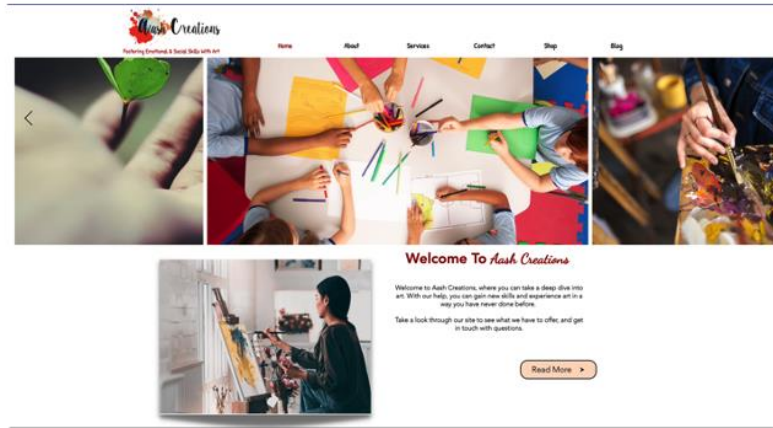 Aash Creations
Fostering Emotional & Social Skills With Art
Home About Services Contact Shop Blog
Welcome To Aash Creations
Welcome to Aash Creations, where you can take a deep dive into
art. With our help, you can gain new skills and experience art in a
way you have never done before.
Take a look through our site to see what we have to offer, and get
in touch with questions.
Read More >